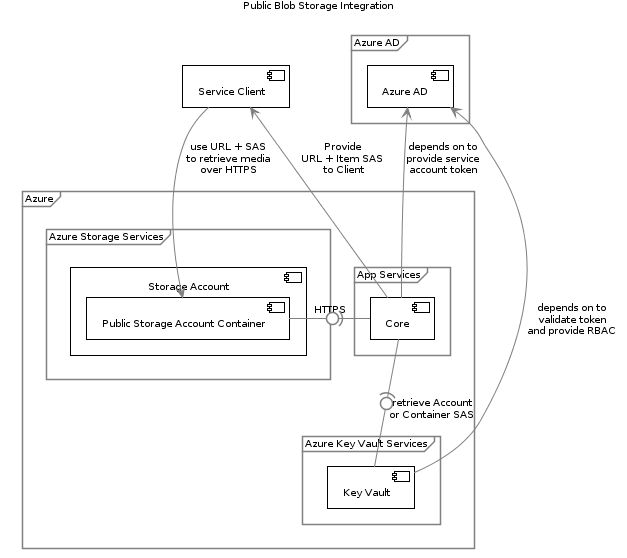 Public Blob Storage Integration
Azure AD
Azure AD
Service Client
use URL + SAS
to retrieve media
over HTTPS
Provide
URL + Item SAS
to Client
depends on to
provide service
account token
Azure
Azure Storage Services
Storage Account
Public Storage Account Container
HTTPS
App Services
Core
depends on to
validate token
and provide RBAC
retrieve Account
or Container SAS
Azure Key Vault Services
Key Vault